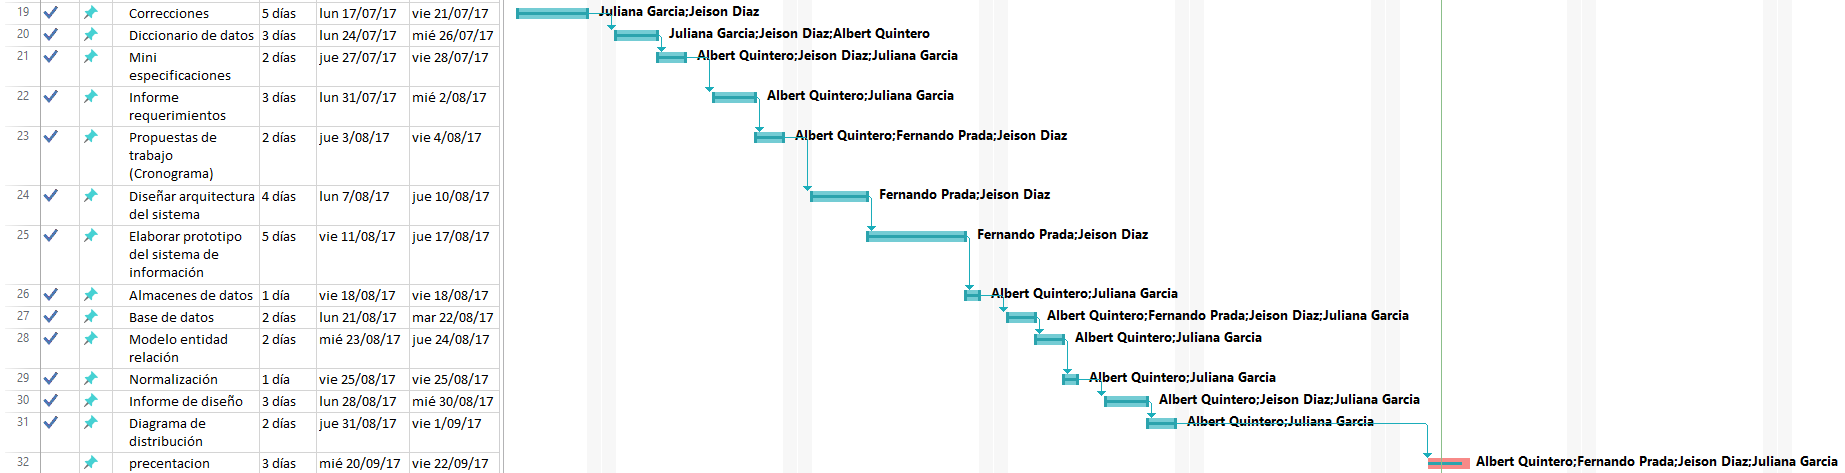 19 Correcciones 5 días lun 17/07/17 vie 21/07/17 Juliana Garcia;Jeison Diaz
20 Diccionario de datos 3 días lun 24/07/17 mié 26/07/17 Juliana Garcia;Jeison Diaz;Albert Quintero
21 Mini 2 días jue 27/07/17 vie 28/07/17 Albert Quintero;Jeison Diaz;Juliana Garcia
especificaciones
22 Informe 3 días lun 31/07/17 mié 2/08/17 Albert Quintero;Juliana Garcia
requerimientos
23 Propuestas de 2 días jue 3/08/17 vie 4/08/17 Albert Quintero;Fernando Prada;Jeison Diaz
trabajo
(Cronograma)
24 Diseñar arquitectura 4 días lun 7/08/17 jue 10/08/17 Fernando Prada;Jeison Diaz
del sistema
25 Elaborar prototipo 5 días vie 11/08/17 jue 17/08/17 Fernando Prada;Jeison Diaz
del sistema de
información
26 Almacenes de datos 1 día vie 18/08/17 vie 18/08/17 Albert Quintero;Juliana Garcia
27 Base de datos 2 días lun 21/08/17 mar 22/08/17 Albert Quintero;Fernando Prada;Jeison Diaz;Juliana Garcia
28 Modelo entidad 2 días mié 23/08/17 jue 24/08/17 Albert Quintero;Juliana Garcia
relación
29 Normalización 1 día vie 25/08/17 vie 25/08/17 Albert Quintero;Juliana Garcia
30 Informe de diseño 3 días lun 28/08/17 mié 30/08/17 Albert Quintero;Jeison Diaz;Juliana Garcia
31 Diagrama de 2 días jue 31/08/17 vie 1/09/17 Albert Quintero;Juliana Garcia
distribución
32 precentacion 3 días mié 20/09/17 vie 22/09/17 Albert Quintero;Fernando Prada;Jeison Diaz;Juliana Garcia